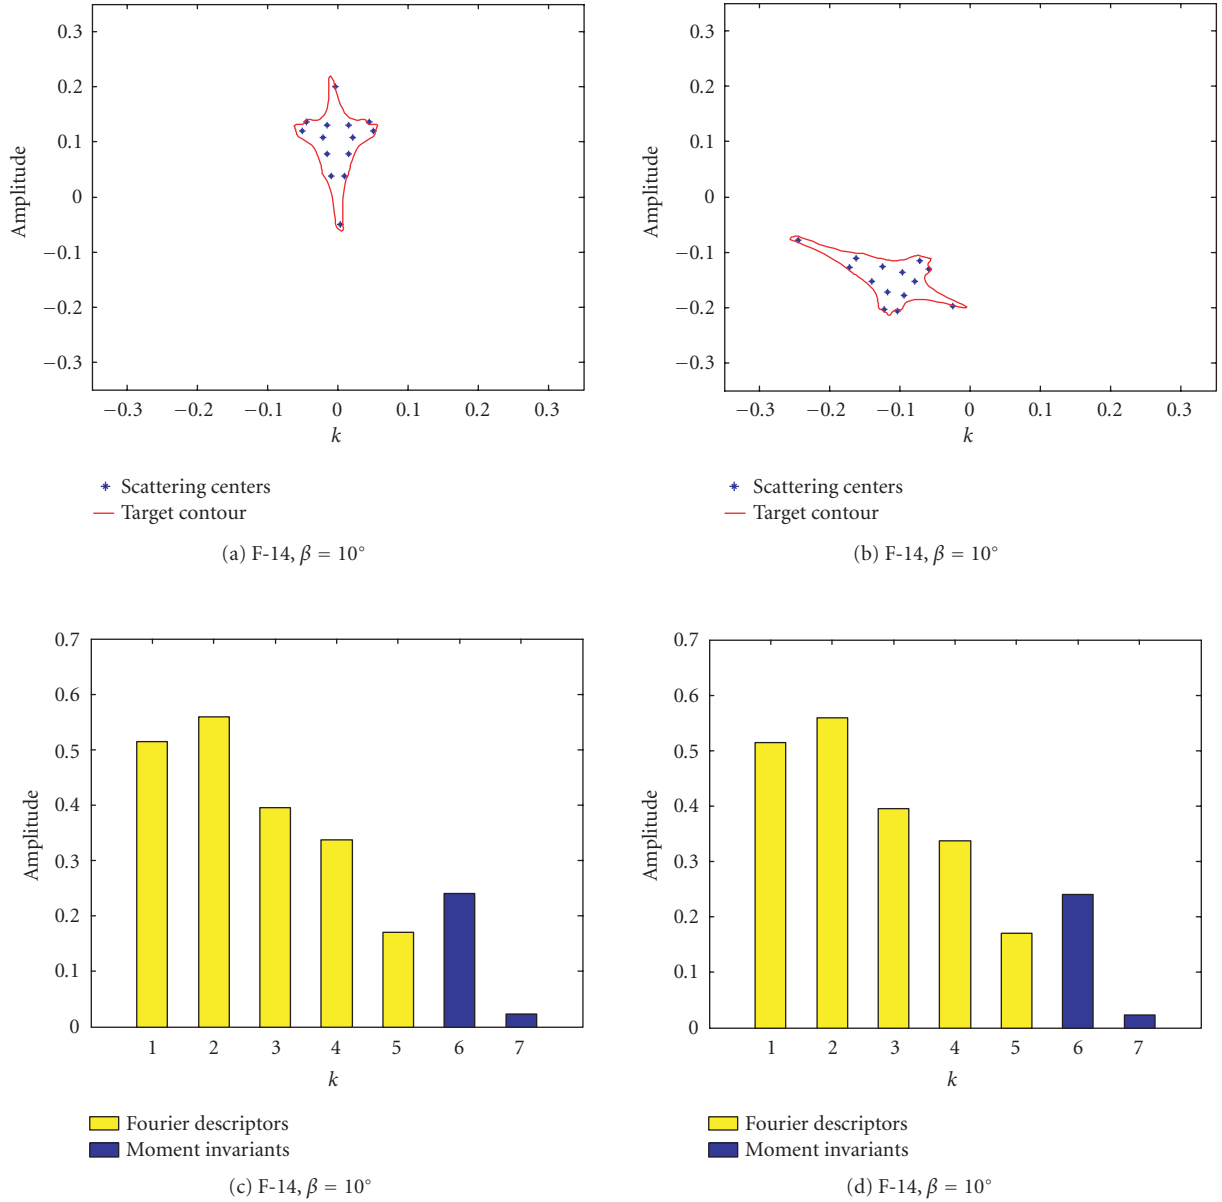 0.3
0.2
0.1
0
−0.1
−0.2
−0.3
Amplitude
−0.3 −0.2 −0.1 0 0.1 0.2 0.3
k
Scattering centers
Target contour
(a) F-14, β = 10°
0.3
0.2
0.1
0
−0.1
−0.2
−0.3
Amplitude
−0.3 −0.2 −0.1 0 0.1 0.2 0.3
k
Scattering centers
Target contour
(b) F-14, β = 10°
0.7
0.6
0.5
0.4
0.3
0.2
0.1
0
Amplitude
1 2 3 4 5 6 7
k
Fourier descriptors
Moment invariants
(c) F-14, β = 10°
0.7
0.6
0.5
0.4
0.3
0.2
0.1
0
Amplitude
1 2 3 4 5 6 7
k
Fourier descriptors
Moment invariants
(d) F-14, β = 10°